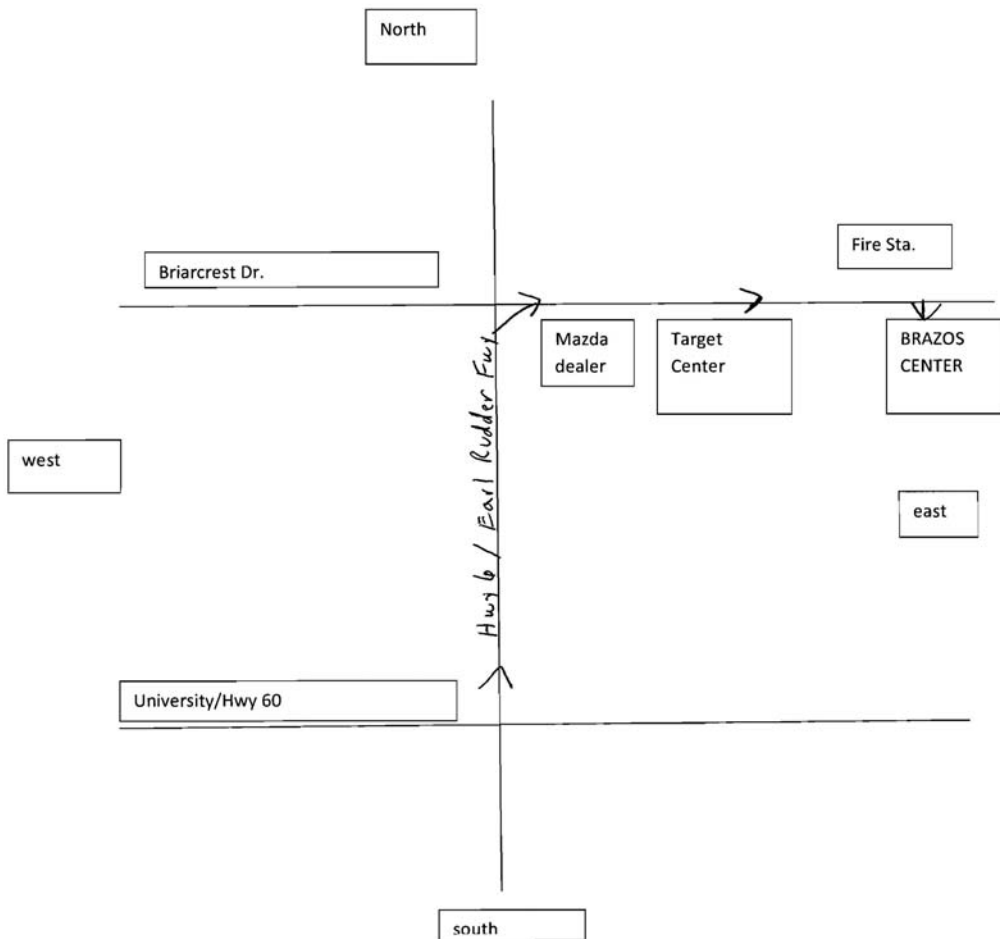 North
Fire Sta.
Briarcrest Dr.
Mazda
dealer
Target
Center
BRAZOS
CENTER
Hwy 6 / Earl Rudder Fwy
west
east
University/Hwy 60
south